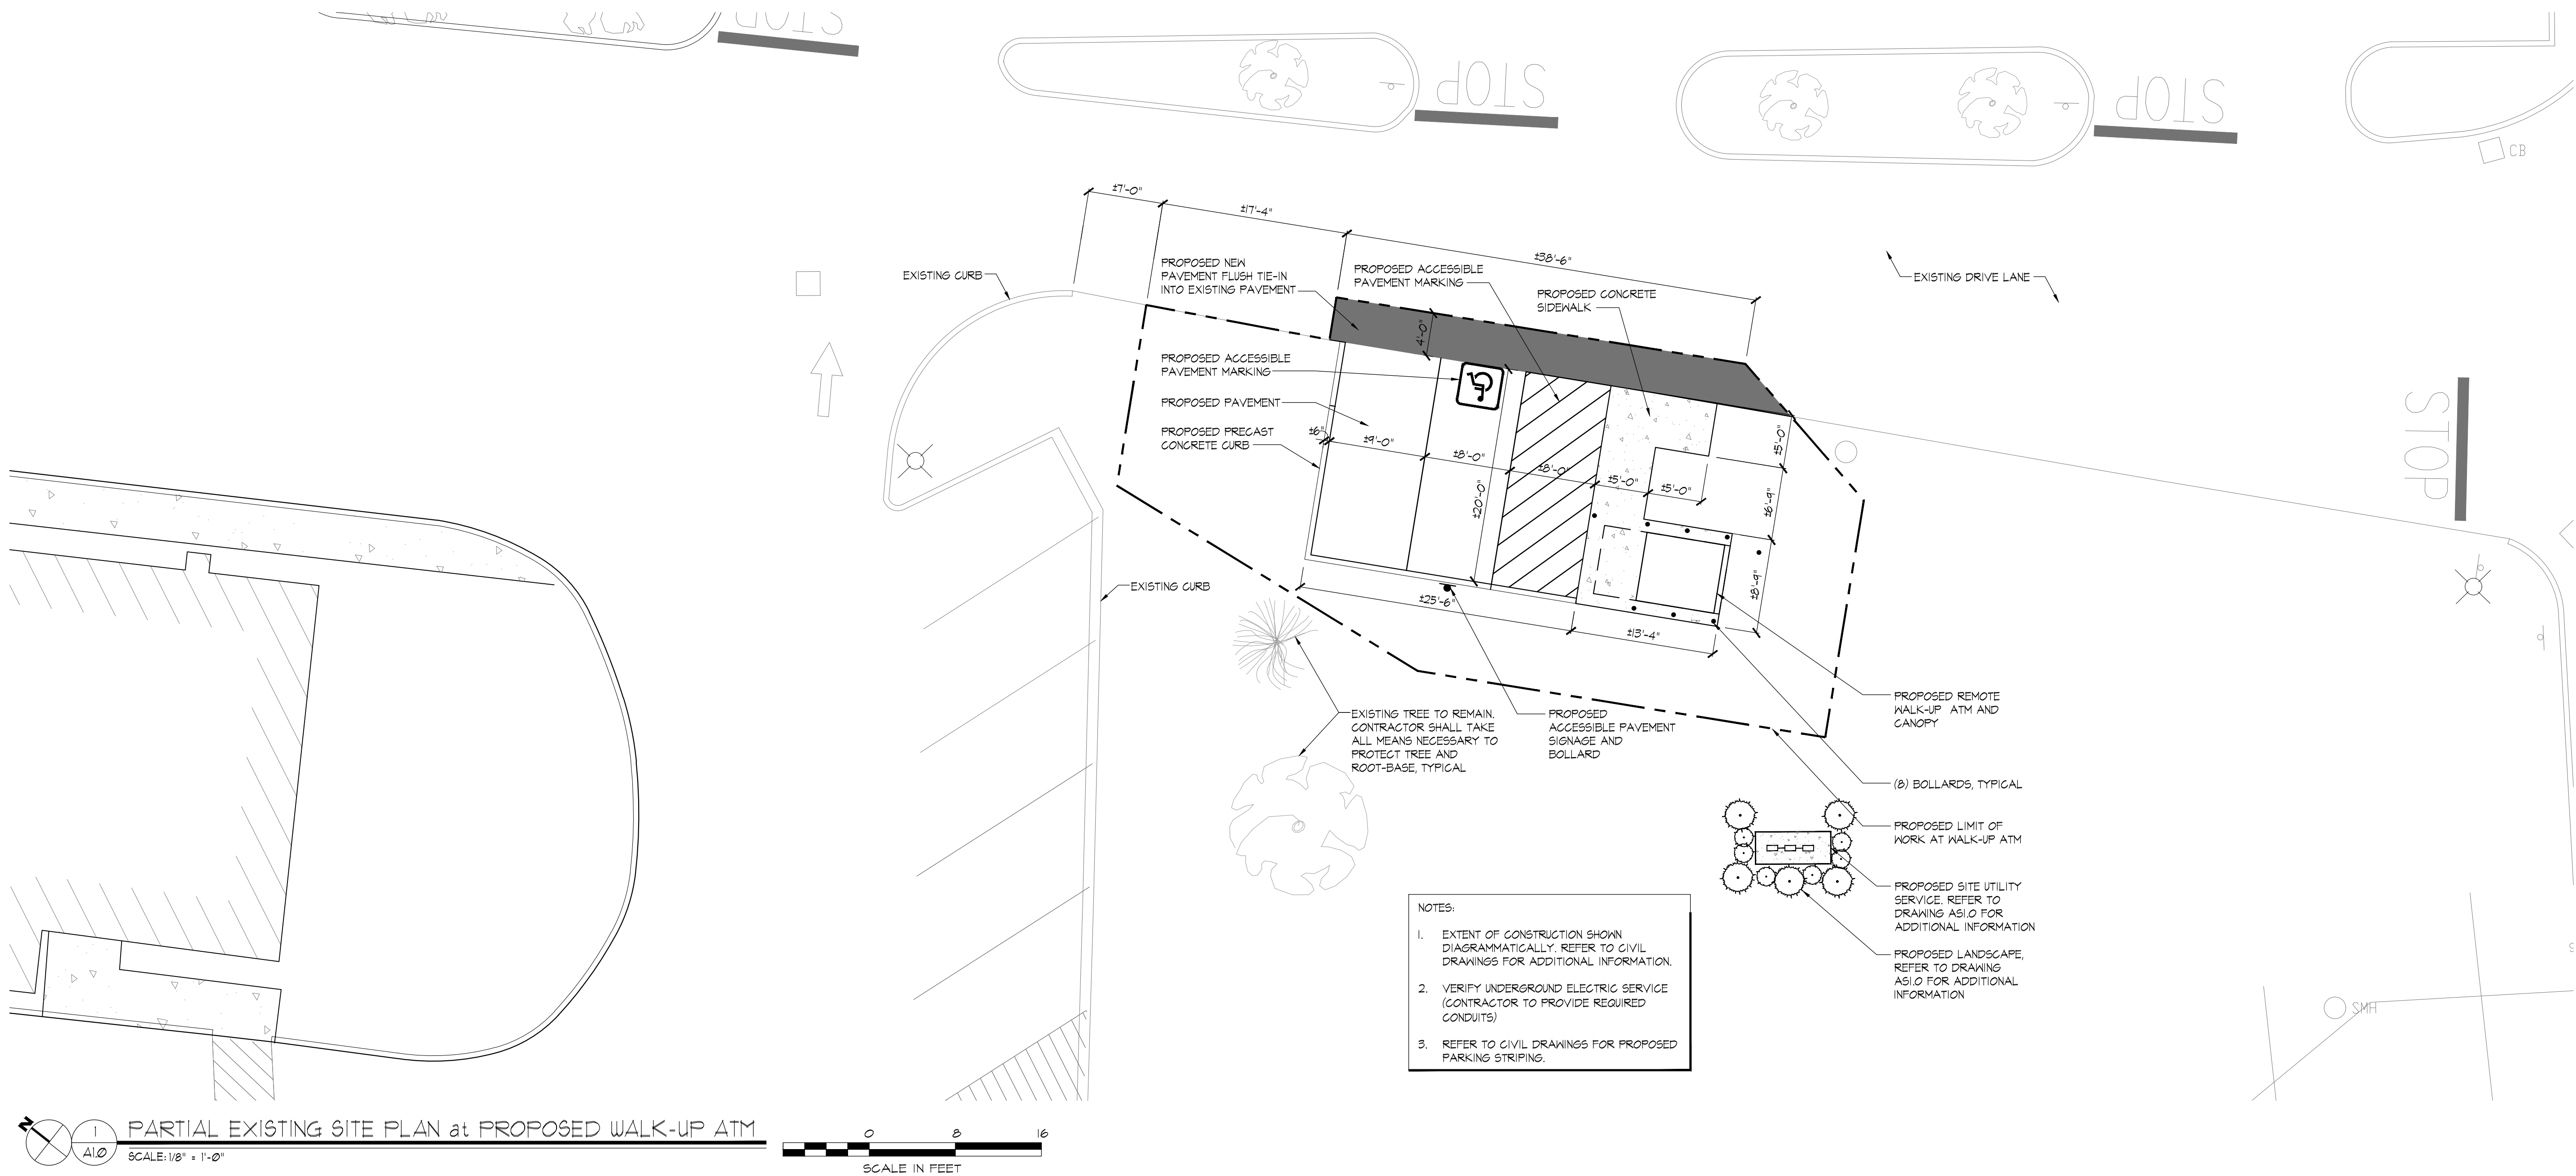 STOP
STOP
STOP
CB
±7'-0"
±17'-4"
±38'-6"
EXISTING CURB
PROPOSED NEW
PAVEMENT FLUSH TIE-IN
INTO EXISTING PAVEMENT
PROPOSED ACCESSIBLE
PAVEMENT MARKING
PROPOSED CONCRETE
SIDEWALK
EXISTING DRIVE LANE
4'-0"
PROPOSED ACCESSIBLE
PAVEMENT MARKING
PROPOSED PAVEMENT
PROPOSED PRECAST
CONCRETE CURB
±6"
±9'-0"
±8'-0"
±8'-0"
±5'-0"
±5'-0"
±20'-0"
±5'-0"
±6'-9"
±8'-9"
STOP
EXISTING CURB
±25'-6"
±13'-4"
EXISTING TREE TO REMAIN.
CONTRACTOR SHALL TAKE
ALL MEANS NECESSARY TO
PROTECT TREE AND
ROOT-BASE, TYPICAL
PROPOSED
ACCESSIBLE PAVEMENT
SIGNAGE AND
BOLLARD
PROPOSED REMOTE
WALK-UP ATM AND
CANOPY
(8) BOLLARDS, TYPICAL
PROPOSED LIMIT OF
WORK AT WALK-UP ATM
PROPOSED SITE UTILITY
SERVICE. REFER TO
DRAWING AS1.0 FOR
ADDITIONAL INFORMATION
PROPOSED LANDSCAPE,
REFER TO DRAWING
AS1.0 FOR ADDITIONAL
INFORMATION
NOTES:
1. EXTENT OF CONSTRUCTION SHOWN
DIAGRAMMATICALLY. REFER TO CIVIL
DRAWINGS FOR ADDITIONAL INFORMATION.
2. VERIFY UNDERGROUND ELECTRIC SERVICE
(CONTRACTOR TO PROVIDE REQUIRED
CONDUITS)
3. REFER TO CIVIL DRAWINGS FOR PROPOSED
PARKING STRIPING.
SMH
N
1
A1.0
PARTIAL EXISTING SITE PLAN at PROPOSED WALK-UP ATM
SCALE: 1/8" = 1'-0"
0 8 16
SCALE IN FEET